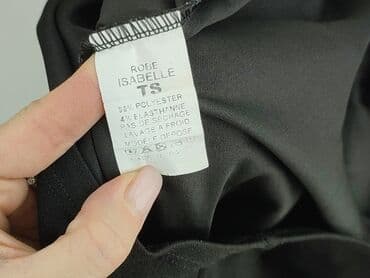 ROBE
ISABELLE
TS
96% POLYESTER
4% ELASTHANNE
PAS DE SECHAGE
LAVAGE A FROID
MODELE DEPOSE